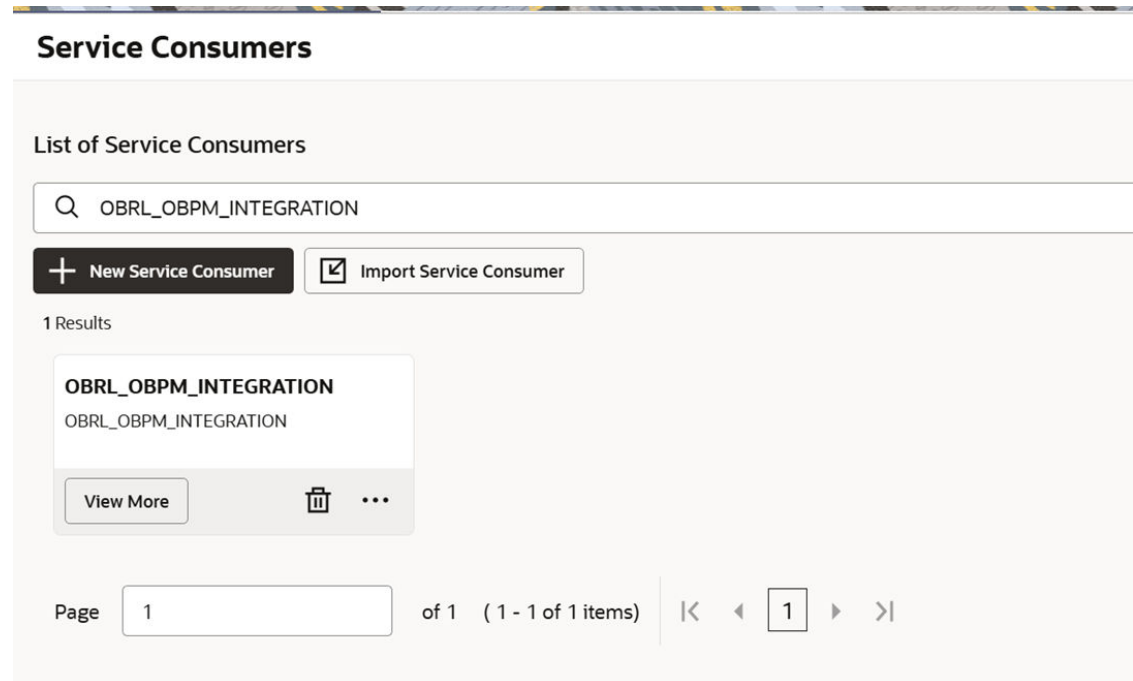 Service Consumers
List of Service Consumers
OBRL_OBPM_INTEGRATION
New Service Consumer Import Service Consumer
1 Results
OBRL_OBPM_INTEGRATION
OBRL_OBPM_INTEGRATION
View More
Page 1 of 1 ( 1 - 1 of 1 items) 1